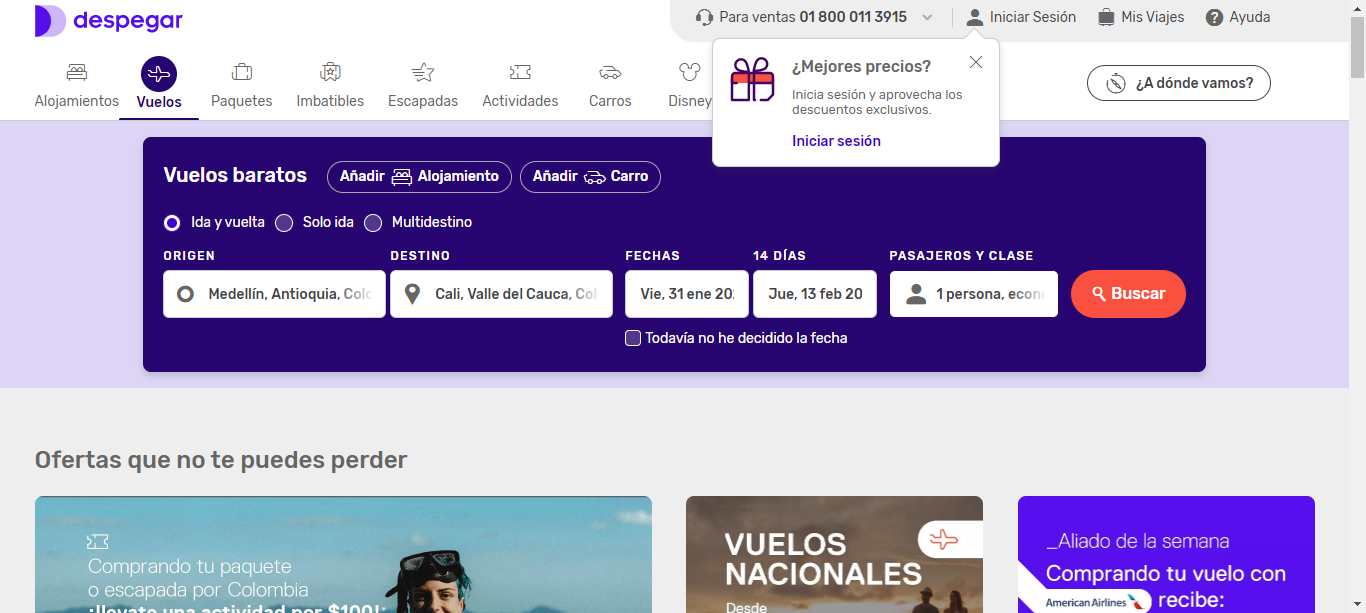 despegar
Para ventas 01 800 011 3915
Iniciar Sesión
Mis Viajes
Ayuda
Alojamientos
Vuelos
Paquetes
Imbatibles
Escapadas
Actividades
Carros
Disney
¿A dónde vamos?
¿Mejores precios?
Inicia sesión y aprovecha los
descuentos exclusivos.
Iniciar sesión
Vuelos baratos
Añadir Alojamiento
Añadir Carro
Ida y vuelta
Solo ida
Multidestino
ORIGEN
DESTINO
FECHAS
14 DÍAS
PASAJEROS Y CLASE
Medellín, Antioquia, Colo
Cali, Valle del Cauca, Col
Vie, 31 ene 202
Jue, 13 feb 20
1 persona, econ
Buscar
Todavía no he decidido la fecha
Ofertas que no te puedes perder
Comprando tu paquete
o escapada por Colombia
¡llevate una actividad por $100!*
VUELOS
NACIONALES
Desde
_Aliado de la semana
Comprando tu vuelo con
American Airlines recibe: